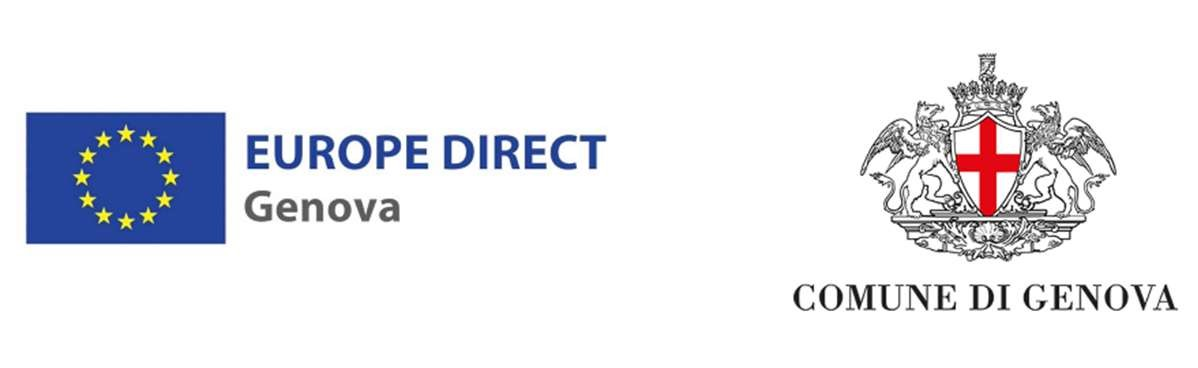 EUROPE DIRECT
Genova
COMUNE DI GENOVA